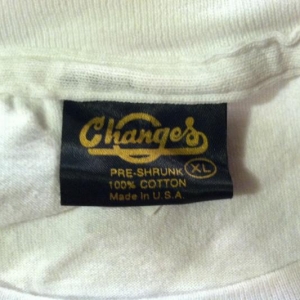 Changes
PRE-SHRUNK XL
100% COTTON
Made in U.S.A.